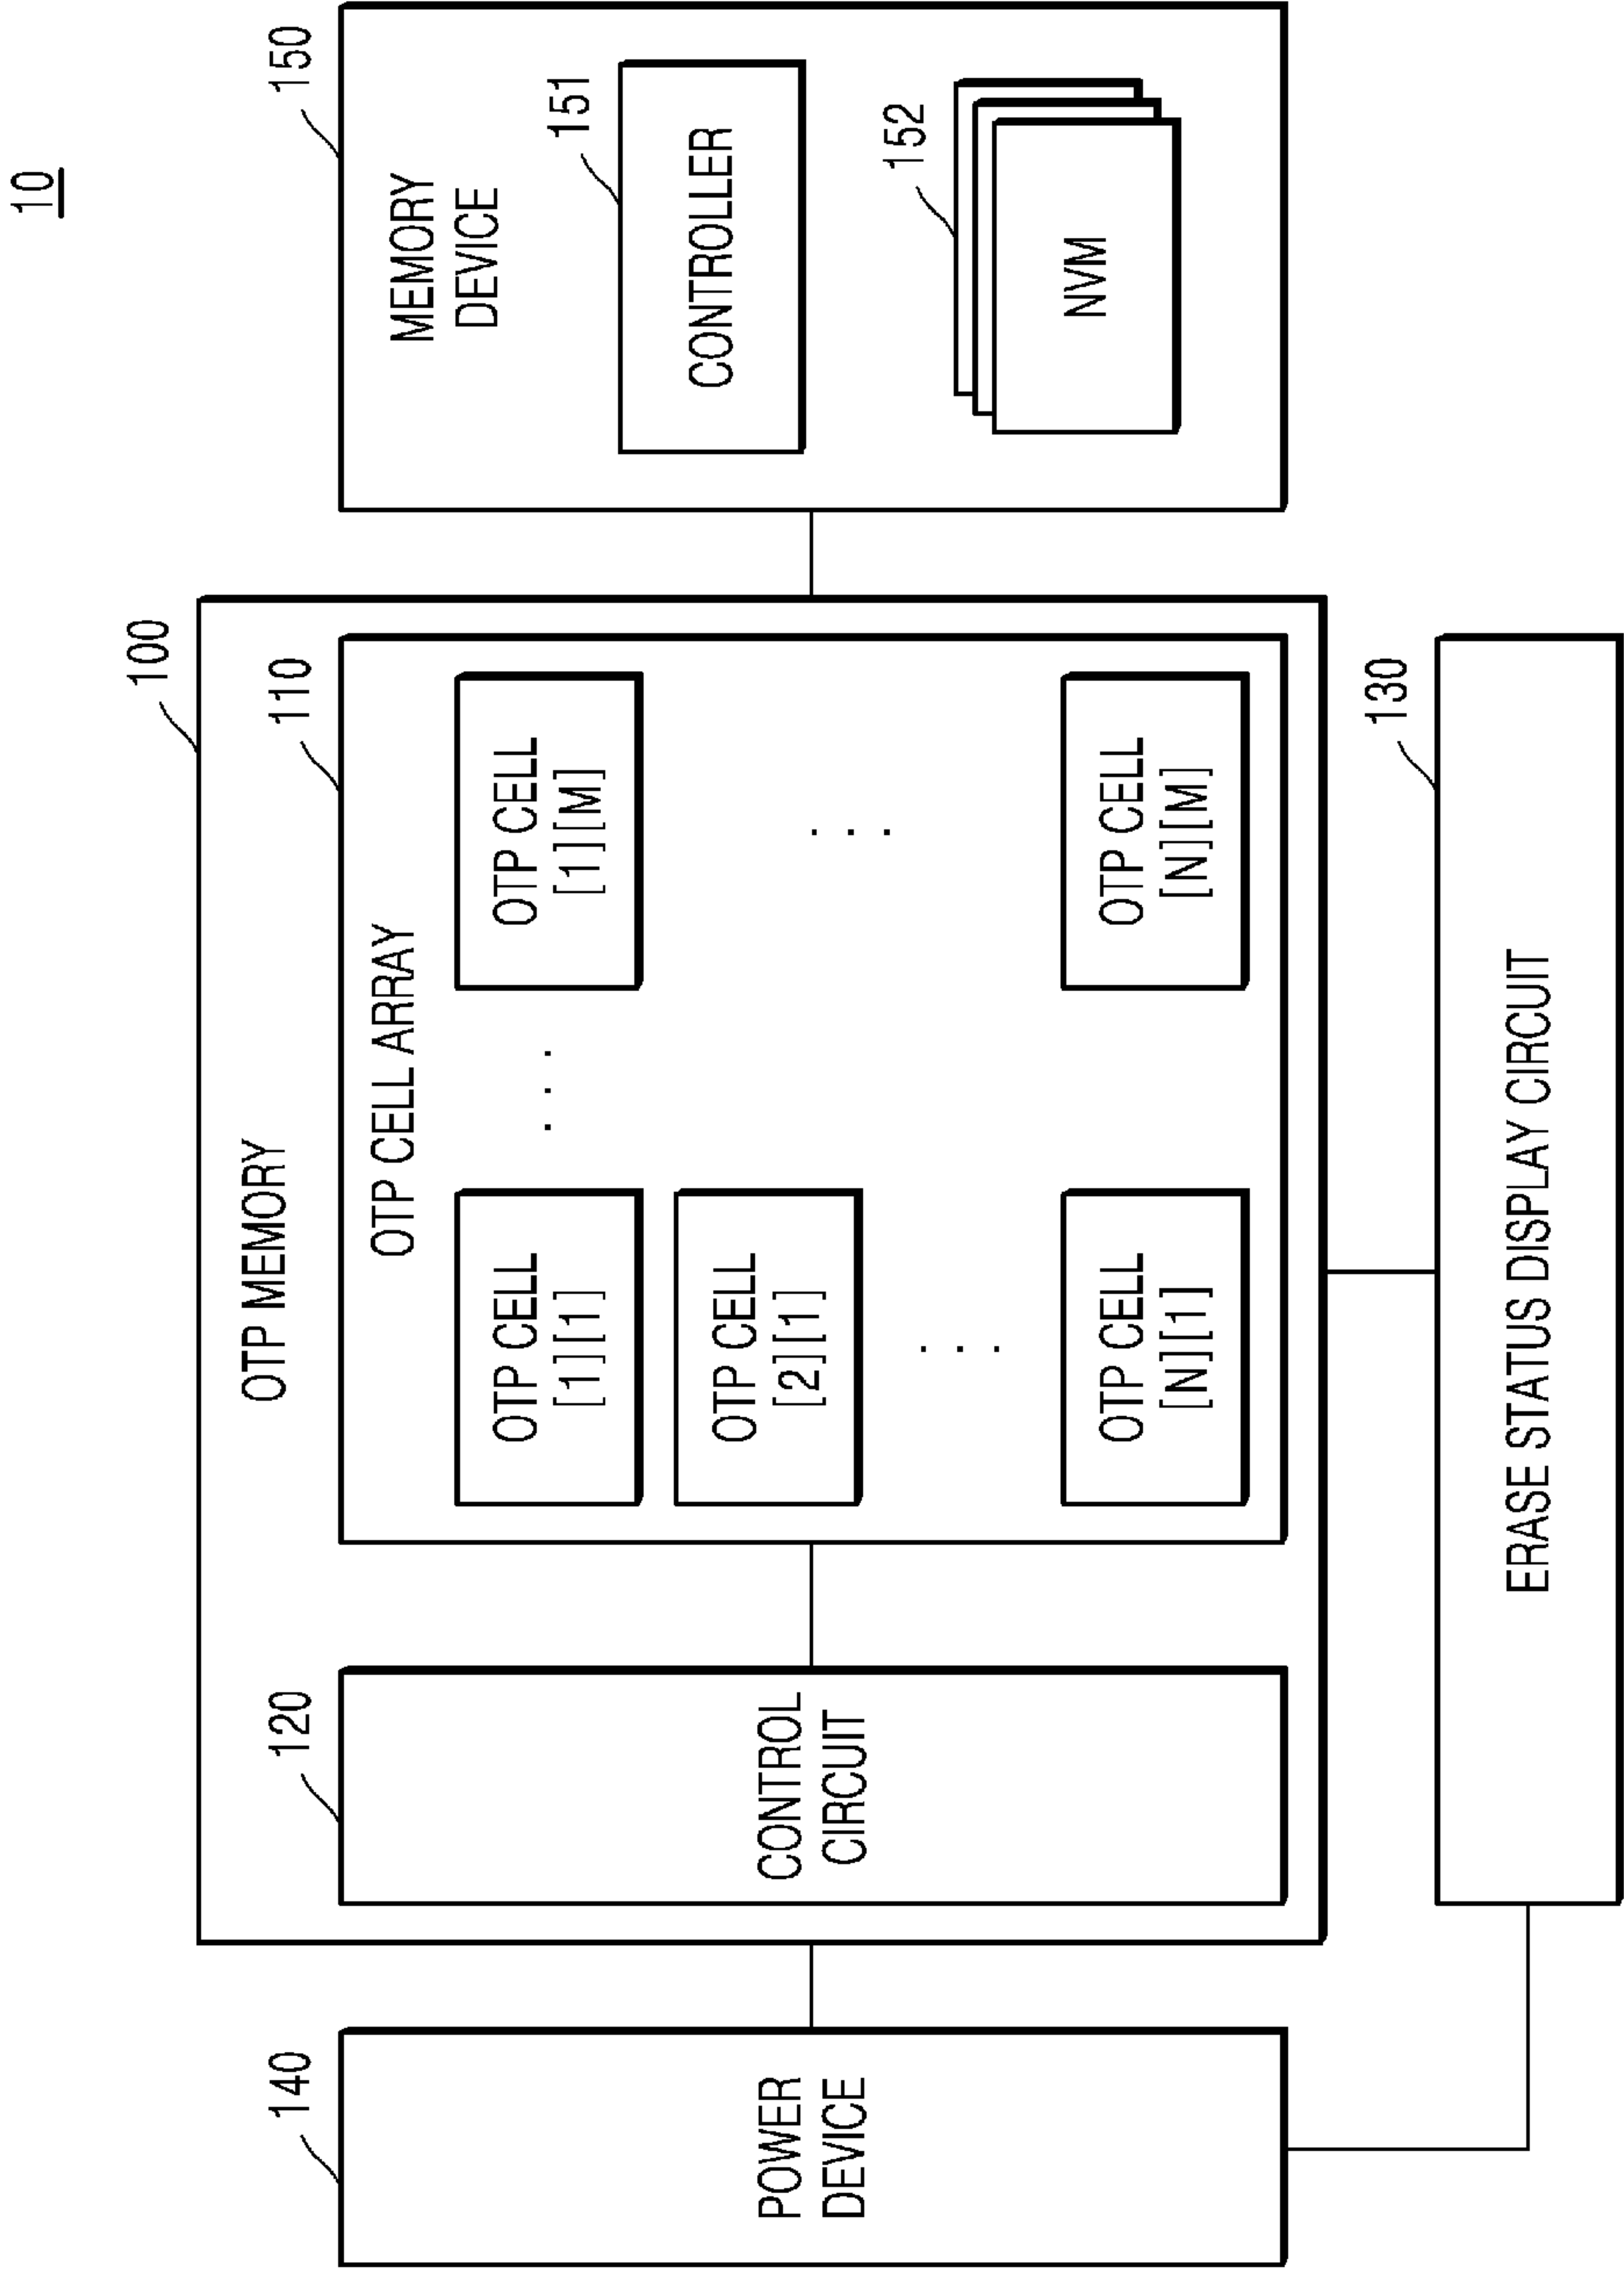 10
140
POWER
DEVICE
100
OTP MEMORY
120
CONTROL
CIRCUIT
110
OTP CELL ARRAY
OTP CELL
[1][1]
. . .
OTP CELL
[1][M]
OTP CELL
[2][1]
. . .
. . .
OTP CELL
[N][1]
OTP CELL
[N][M]
150
MEMORY
DEVICE
151
CONTROLLER
152
NVM
130
ERASE STATUS DISPLAY CIRCUIT